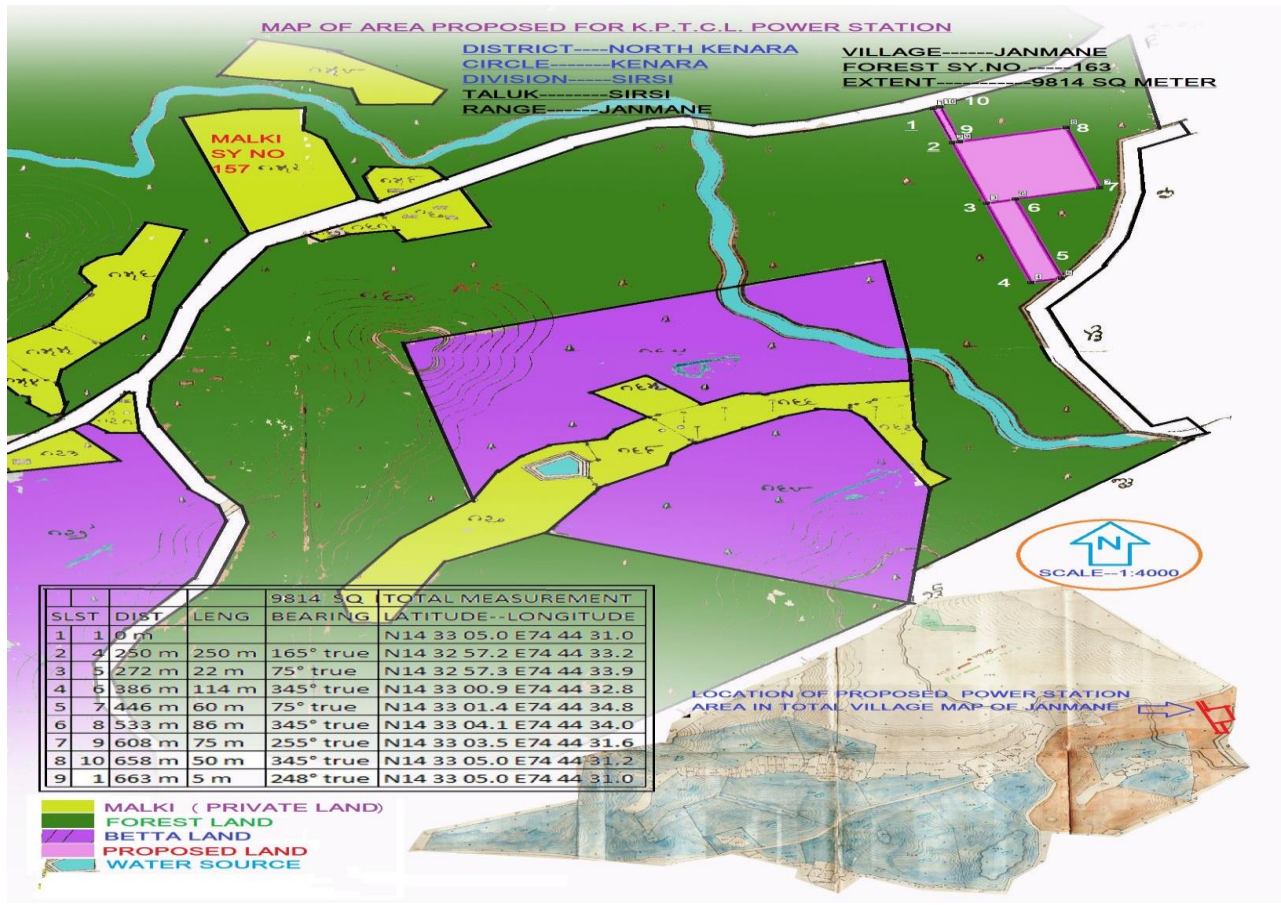 MAP OF AREA PROPOSED FOR K.P.T.C.L. POWER STATION
DISTRICT----NORTH KENARA
CIRCLE-------KENARA
DIVISION-----SIRSI
TALUK--------SIRSI
RANGE------JANMANE
VILLAGE------JANMANE
FOREST SY.NO.-----163
EXTENT----------9814 SQ METER
MALKI
SY NO
157
1
10
2
9
8
7
3
6
5
4
N
SCALE--1:4000
9814 SQ TOTAL MEASUREMENT
SL ST DIST LENG BEARING LATITUDE--LONGITUDE
1 1 0 m N14 33 05.0 E74 44 31.0
2 4 250 m 250 m 165° true N14 32 57.2 E74 44 33.2
3 5 272 m 22 m 75° true N14 32 57.3 E74 44 33.9
4 6 386 m 114 m 345° true N14 33 00.9 E74 44 32.8
5 7 446 m 60 m 75° true N14 33 01.4 E74 44 34.8
6 8 533 m 86 m 345° true N14 33 04.1 E74 44 34.0
7 9 608 m 75 m 255° true N14 33 03.5 E74 44 31.6
8 10 658 m 50 m 345° true N14 33 05.0 E74 44 31.2
9 1 663 m 5 m 248° true N14 33 05.0 E74 44 31.0
LOCATION OF PROPOSED POWER STATION
AREA IN TOTAL VILLAGE MAP OF JANMANE
MALKI ( PRIVATE LAND)
FOREST LAND
BETTA LAND
PROPOSED LAND
WATER SOURCE